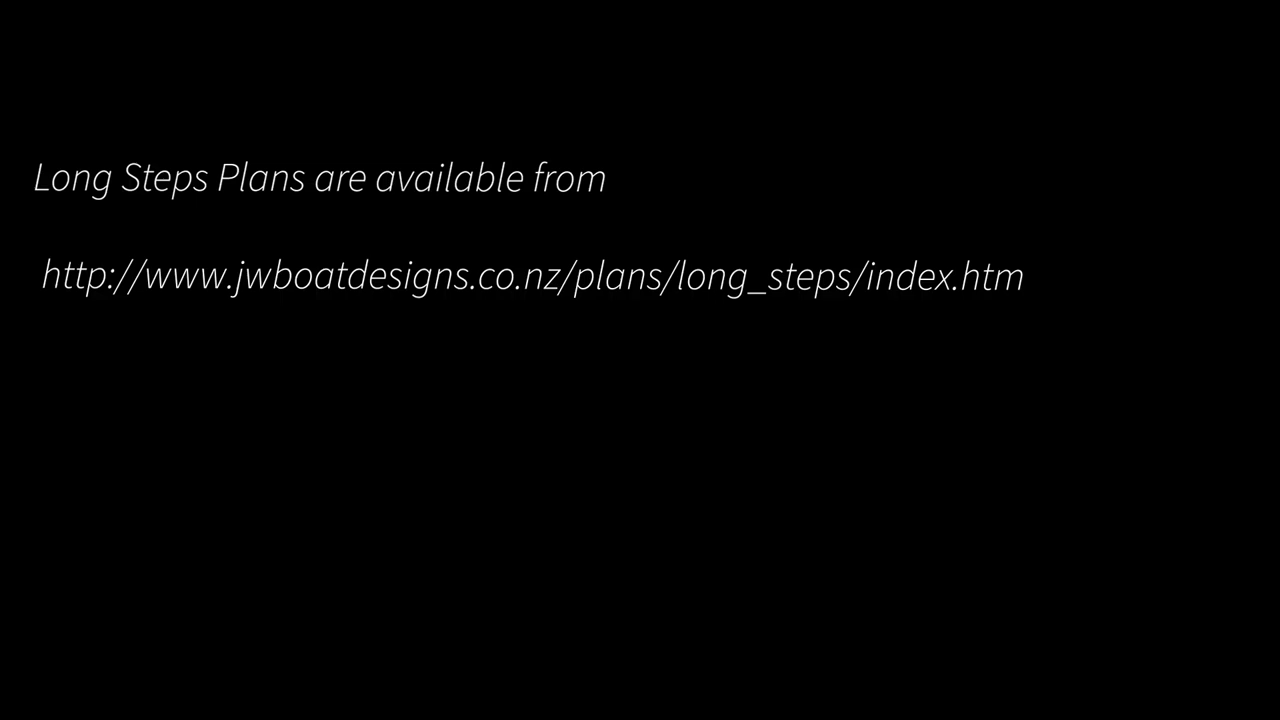 Long Steps Plans are available from
http://www.jwboatdesigns.co.nz/plans/long_steps/index.htm